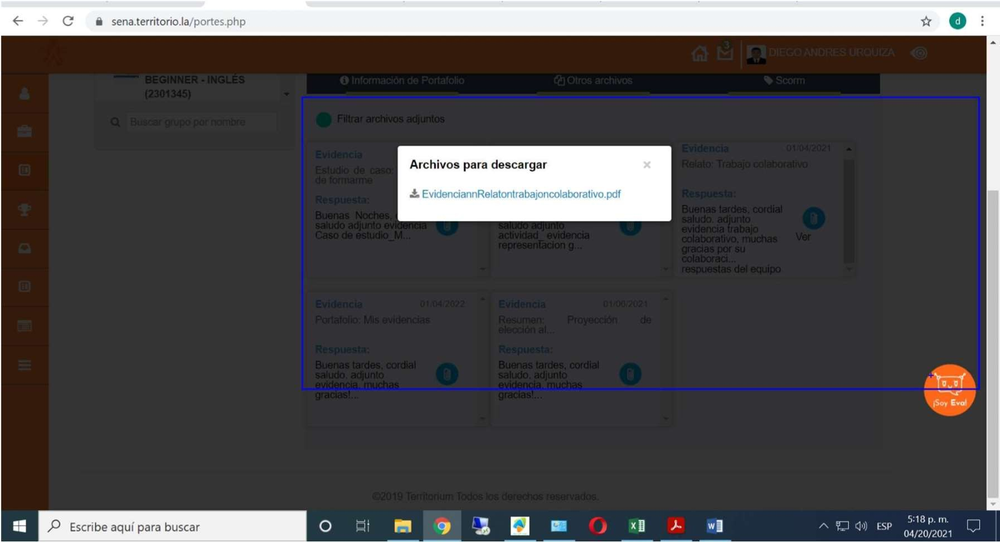 sena.territorio.la/portes.php
d
3
DIEGO ANDRES URQUIZA
BEGINNER - INGLÉS
(2301345)
Buscar grupo por nombre
Información de Portafolio
Otros archivos
Scorm
Filtrar archivos adjuntos
Evidencia
Estudio de caso:
de formarme
Respuesta:
Buenas Noches,
saludo adjunto evidencia
Caso de estudio_M...
Archivos para descargar
×
EvidenciannRelatontrabajoncolaborativo.pdf
saludo adjunto
actividad_ evidencia
representacion g...
Evidencia 01/04/2021
Relato: Trabajo colaborativo
Respuesta:
Buenas tardes, cordial
saludo. adjunto
evidencia trabajo
colaborativo, muchas
gracias por su
colaboraci...
respuestas del equipo
Ver
Evidencia 01/04/2022
Portafolio: Mis evidencias
Respuesta:
Buenas tardes, cordial
saludo. adjunto
evidencia. muchas
gracias!...
Evidencia 01/06/2021
Resumen: Proyección de
elección al...
Respuesta:
Buenas tardes, cordial
saludo. adjunto
evidencia, muchas
gracias!...
¡Soy Eva!
©2019 Territorium Todos los derechos reservados.
Escribe aquí para buscar
ESP
5:18 p. m.
04/20/2021